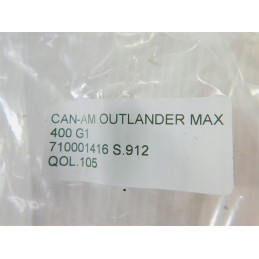 CAN-AM OUTLANDER MAX
400 G1
710001416 S.912
QOL.105